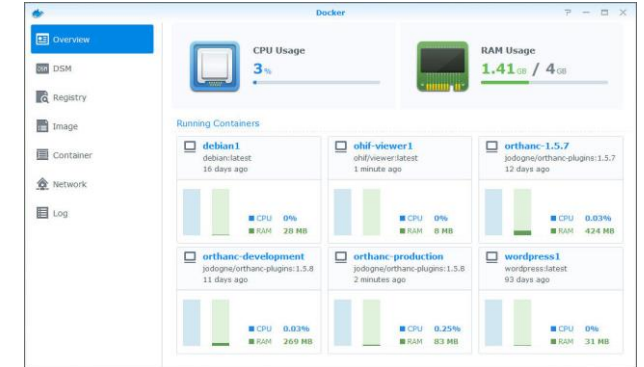 Docker
Overview
DSM
Registry
Image
Container
Network
Log
CPU Usage
3 %
RAM Usage
1.41 GB / 4 GB
Running Containers
debian1
debian:latest
16 days ago
CPU 0%
RAM 28 MB
ohif-viewer1
ohif/viewer:latest
1 minute ago
CPU 0%
RAM 8 MB
orthanc-1.5.7
jodogne/orthanc-plugins:1.5.7
12 days ago
CPU 0.03%
RAM 424 MB
orthanc-development
jodogne/orthanc-plugins:1.5.8
11 days ago
CPU 0.03%
RAM 269 MB
orthanc-production
jodogne/orthanc-plugins:1.5.8
2 minutes ago
CPU 0.25%
RAM 83 MB
wordpress1
wordpress:latest
93 days ago
CPU 0%
RAM 31 MB